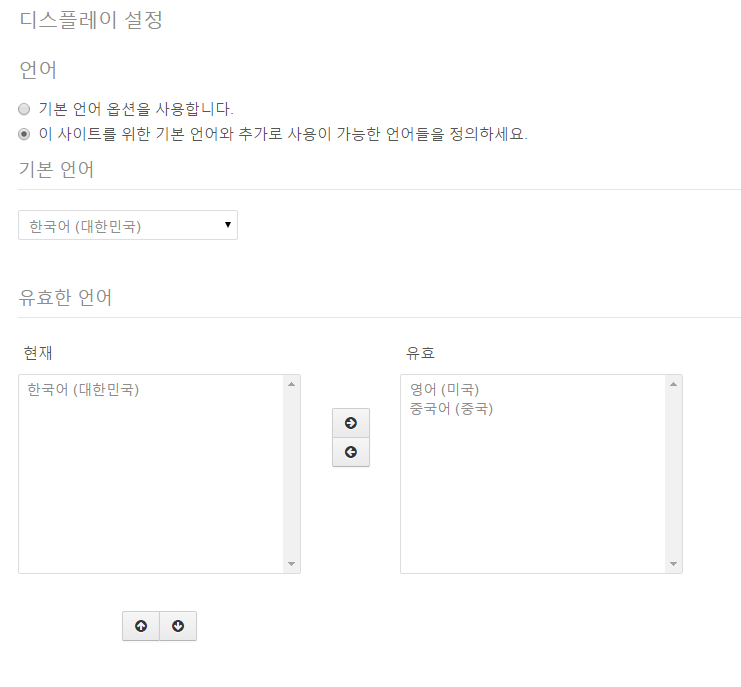 디스플레이 설정
언어
기본 언어 옵션을 사용합니다.
이 사이트를 위한 기본 언어와 추가로 사용이 가능한 언어들을 정의하세요.
기본 언어
한국어 (대한민국)
유효한 언어
현재
유효
한국어 (대한민국)
영어 (미국)
중국어 (중국)